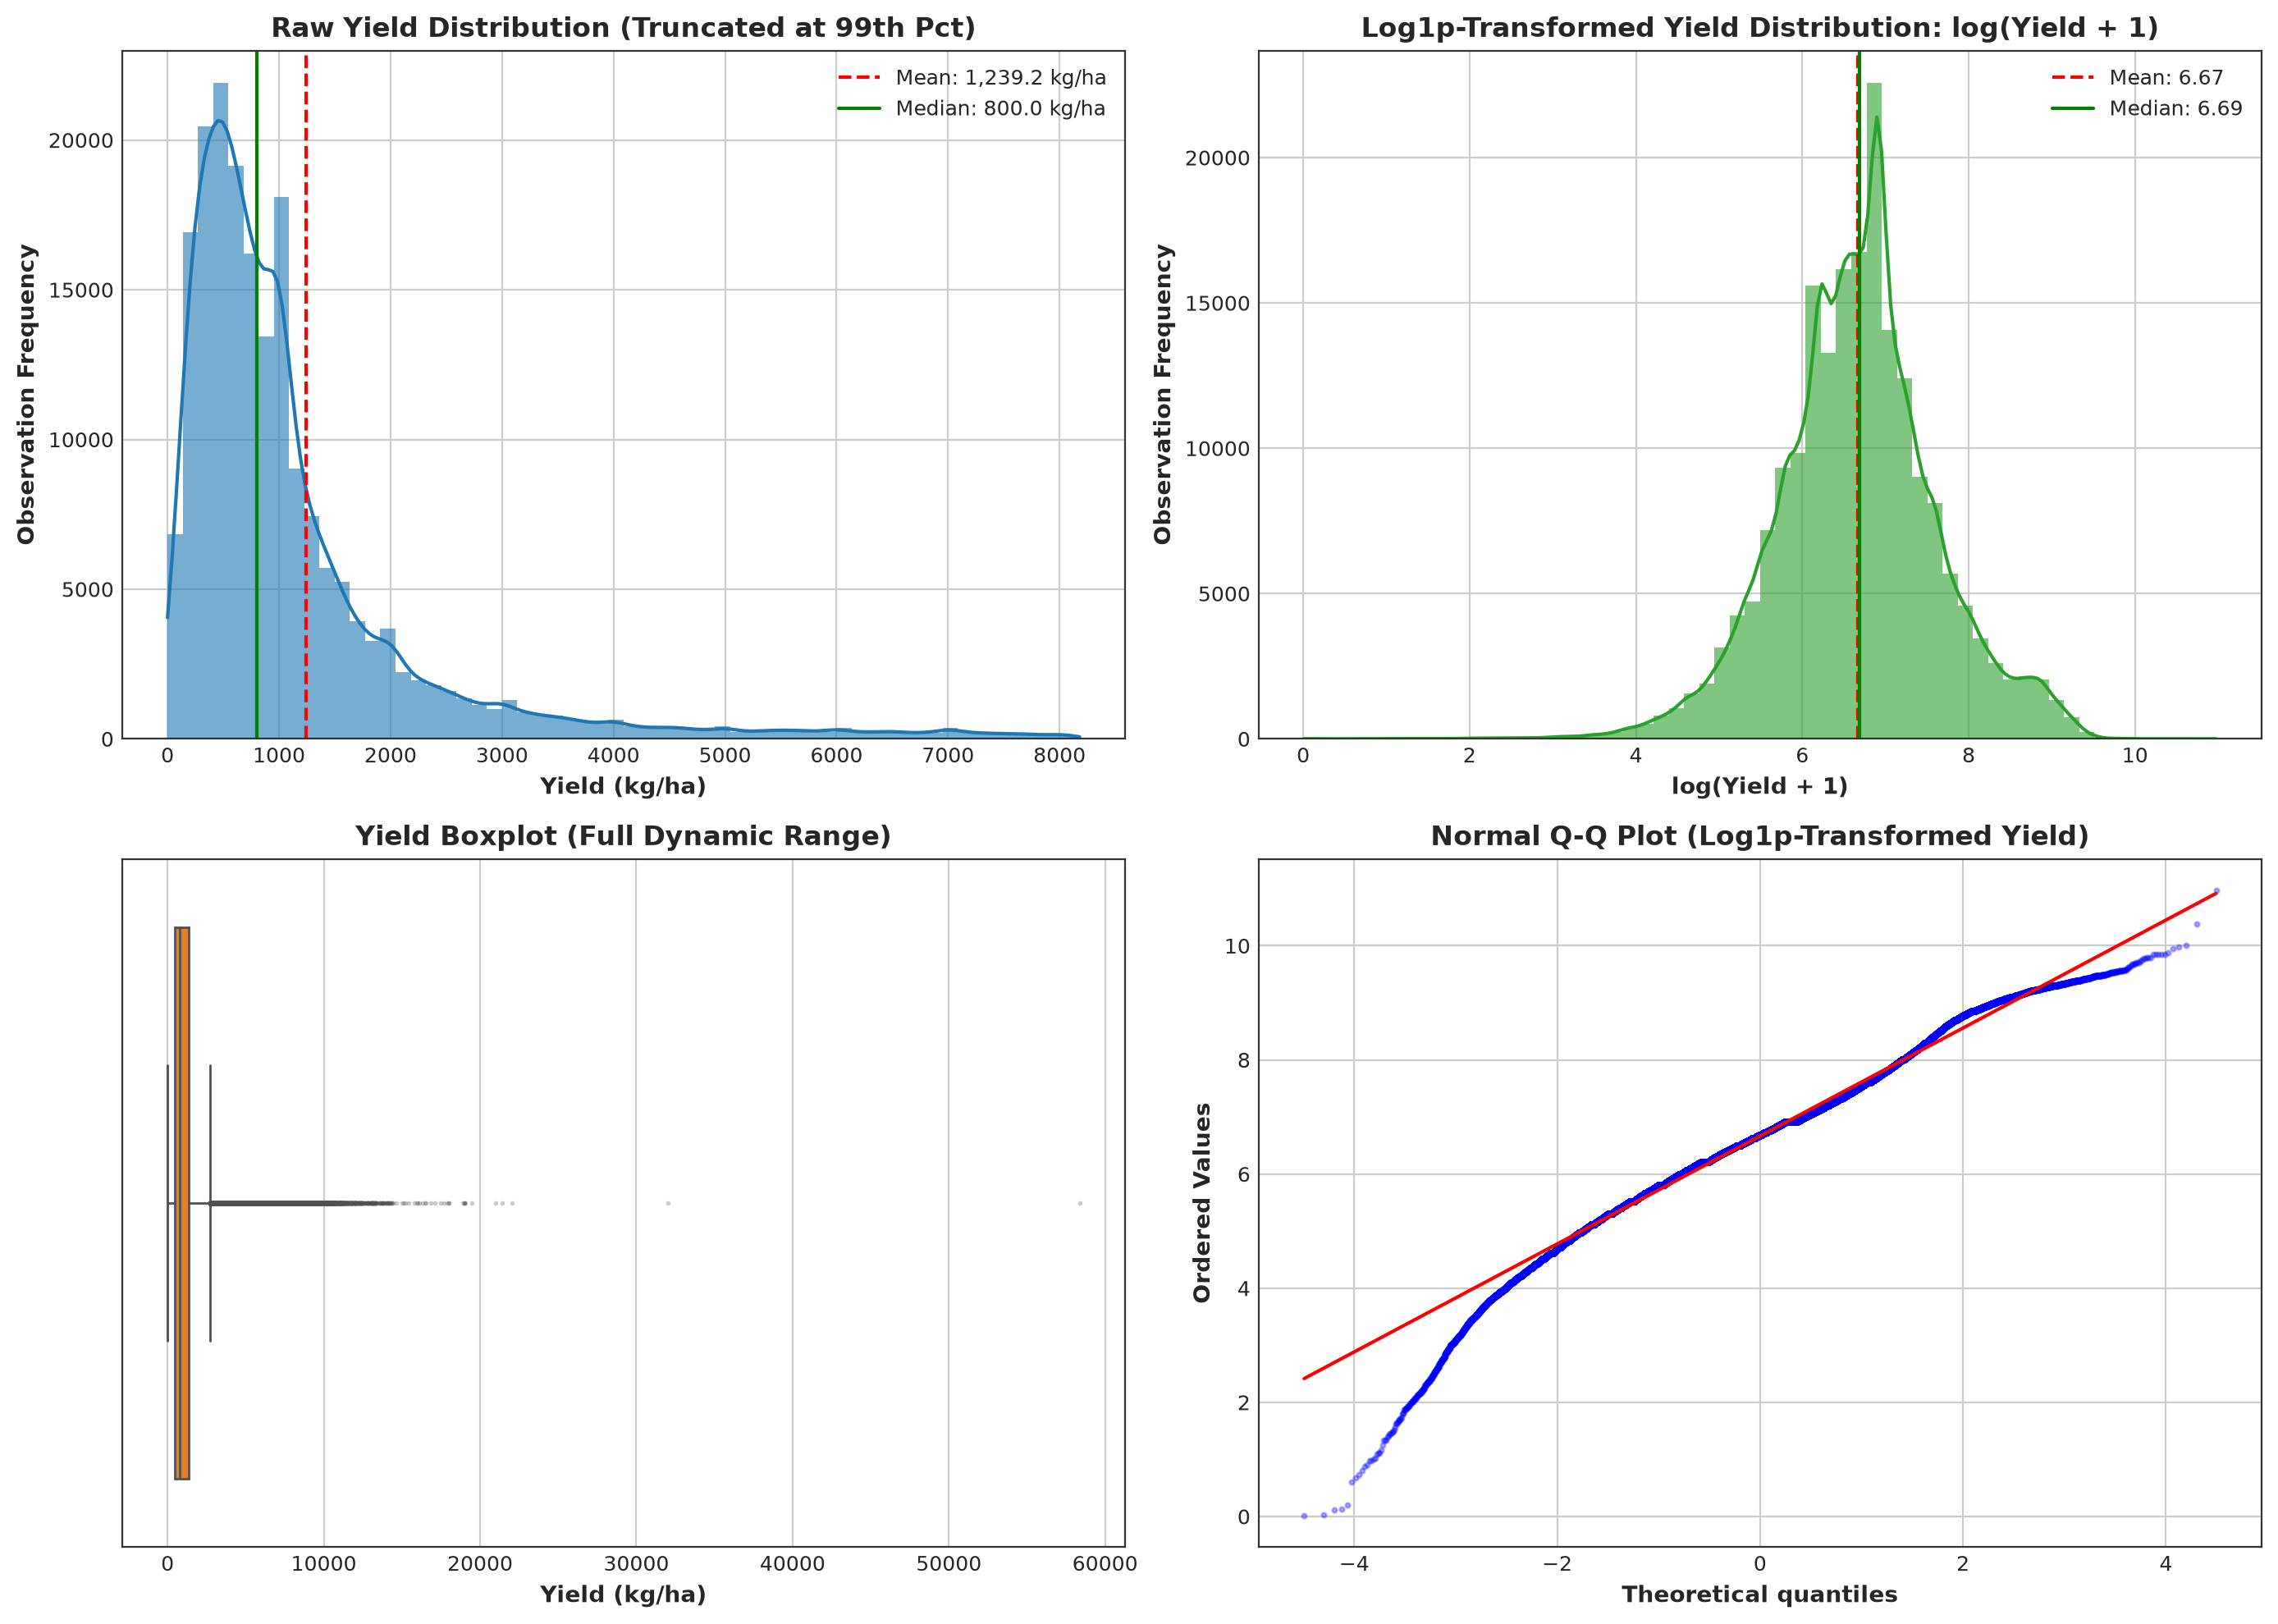 Raw Yield Distribution (Truncated at 99th Pct)
Mean: 1,239.2 kg/ha
Median: 800.0 kg/ha
Observation Frequency
20000
15000
10000
5000
0
0 1000 2000 3000 4000 5000 6000 7000 8000
Yield (kg/ha)
Log1p-Transformed Yield Distribution: log(Yield + 1)
Mean: 6.67
Median: 6.69
Observation Frequency
20000
15000
10000
5000
0
0 2 4 6 8 10
log(Yield + 1)
Yield Boxplot (Full Dynamic Range)
0 10000 20000 30000 40000 50000 60000
Yield (kg/ha)
Normal Q-Q Plot (Log1p-Transformed Yield)
Ordered Values
10
8
6
4
2
0
−4 −2 0 2 4
Theoretical quantiles